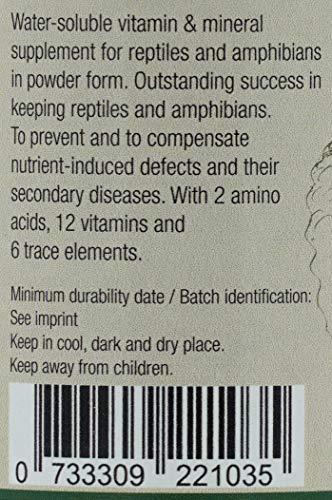 Water-soluble vitamin & mineral
supplement for reptiles and amphibians
in powder form. Outstanding success in
keeping reptiles and amphibians.
To prevent and to compensate
nutrient-induced defects and their
secondary diseases. With 2 amino
acids, 12 vitamins and
6 trace elements.
Minimum durability date / Batch identification:
See imprint
Keep in cool, dark and dry place.
Keep away from children.
0 733309 221035